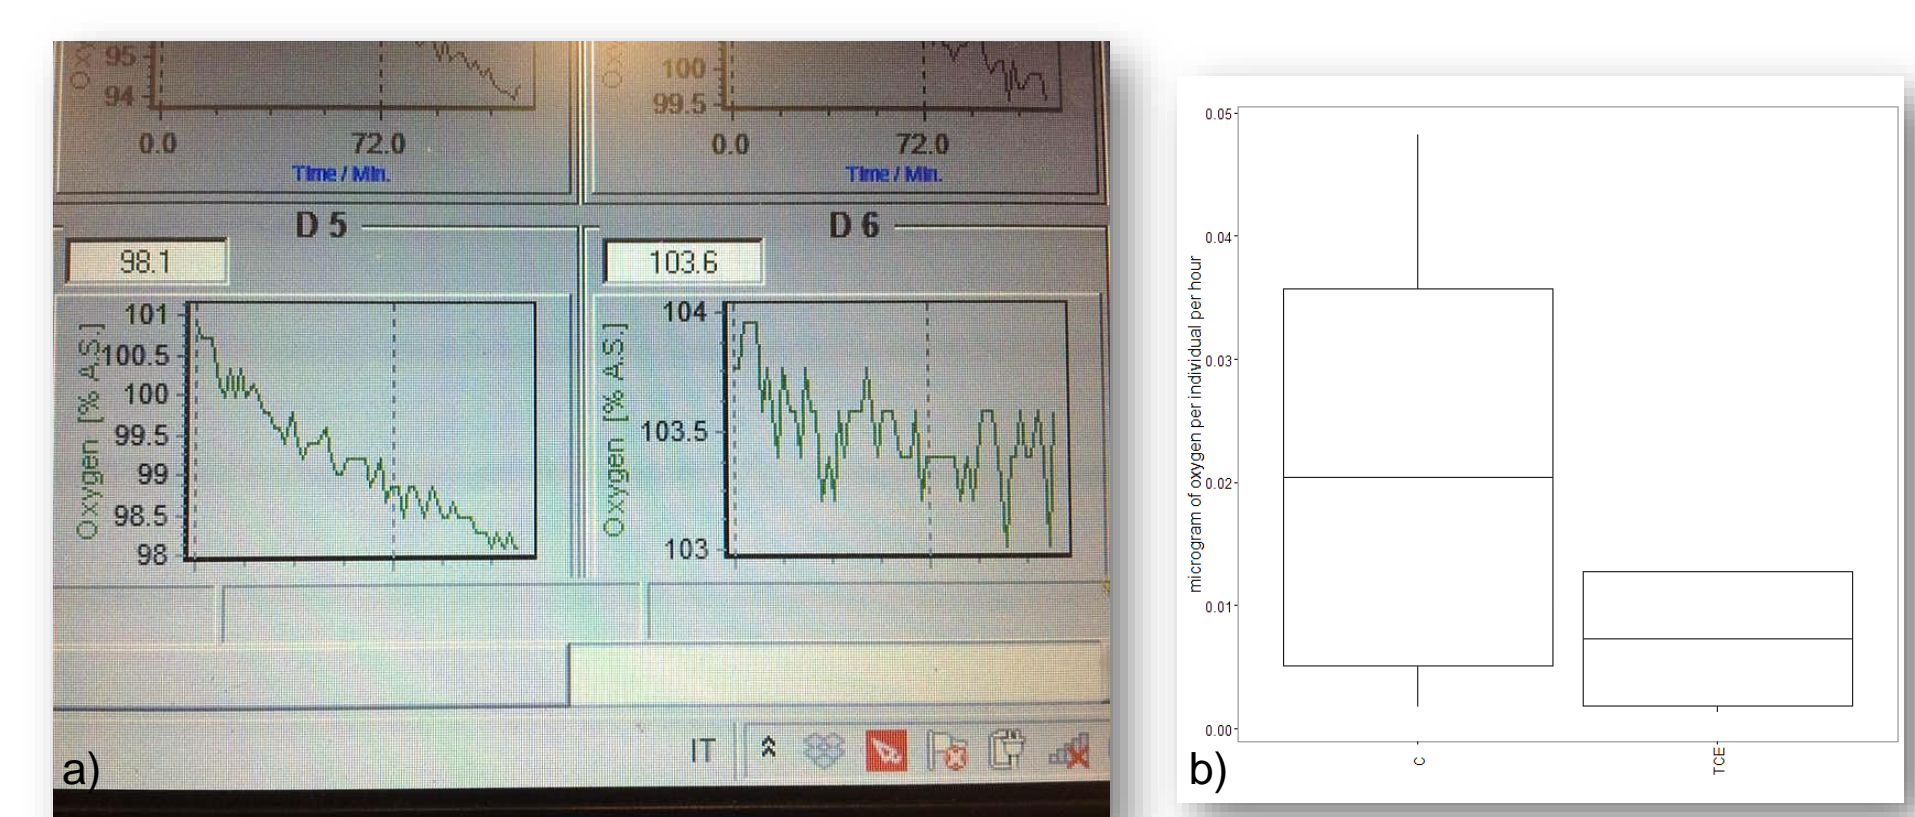 Oxy
95
94
0.0 72.0
Time / Min.
Ox
100
99.5
0.0 72.0
Time / Min.
D 5
98.1
Oxygen [% A.S.]
101
100.5
100
99.5
99
98.5
98
D 6
103.6
Oxygen [% A.S.]
104
103.5
103
IT
a)
microgram of oxygen per individual per hour
0.05
0.04
0.03
0.02
0.01
0.00
C
TCE
b)